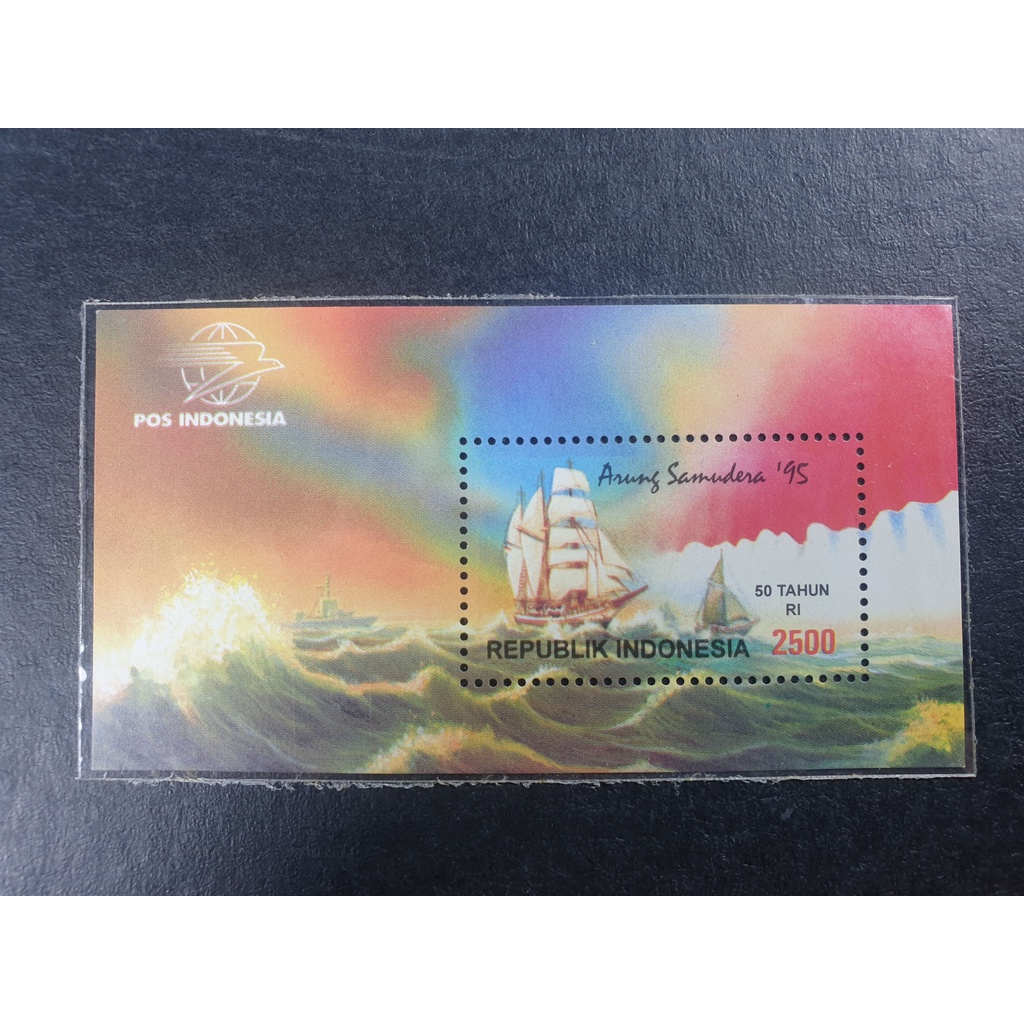 POS INDONESIA
Arung Samudera '95
50 TAHUN
RI
REPUBLIK INDONESIA 2500